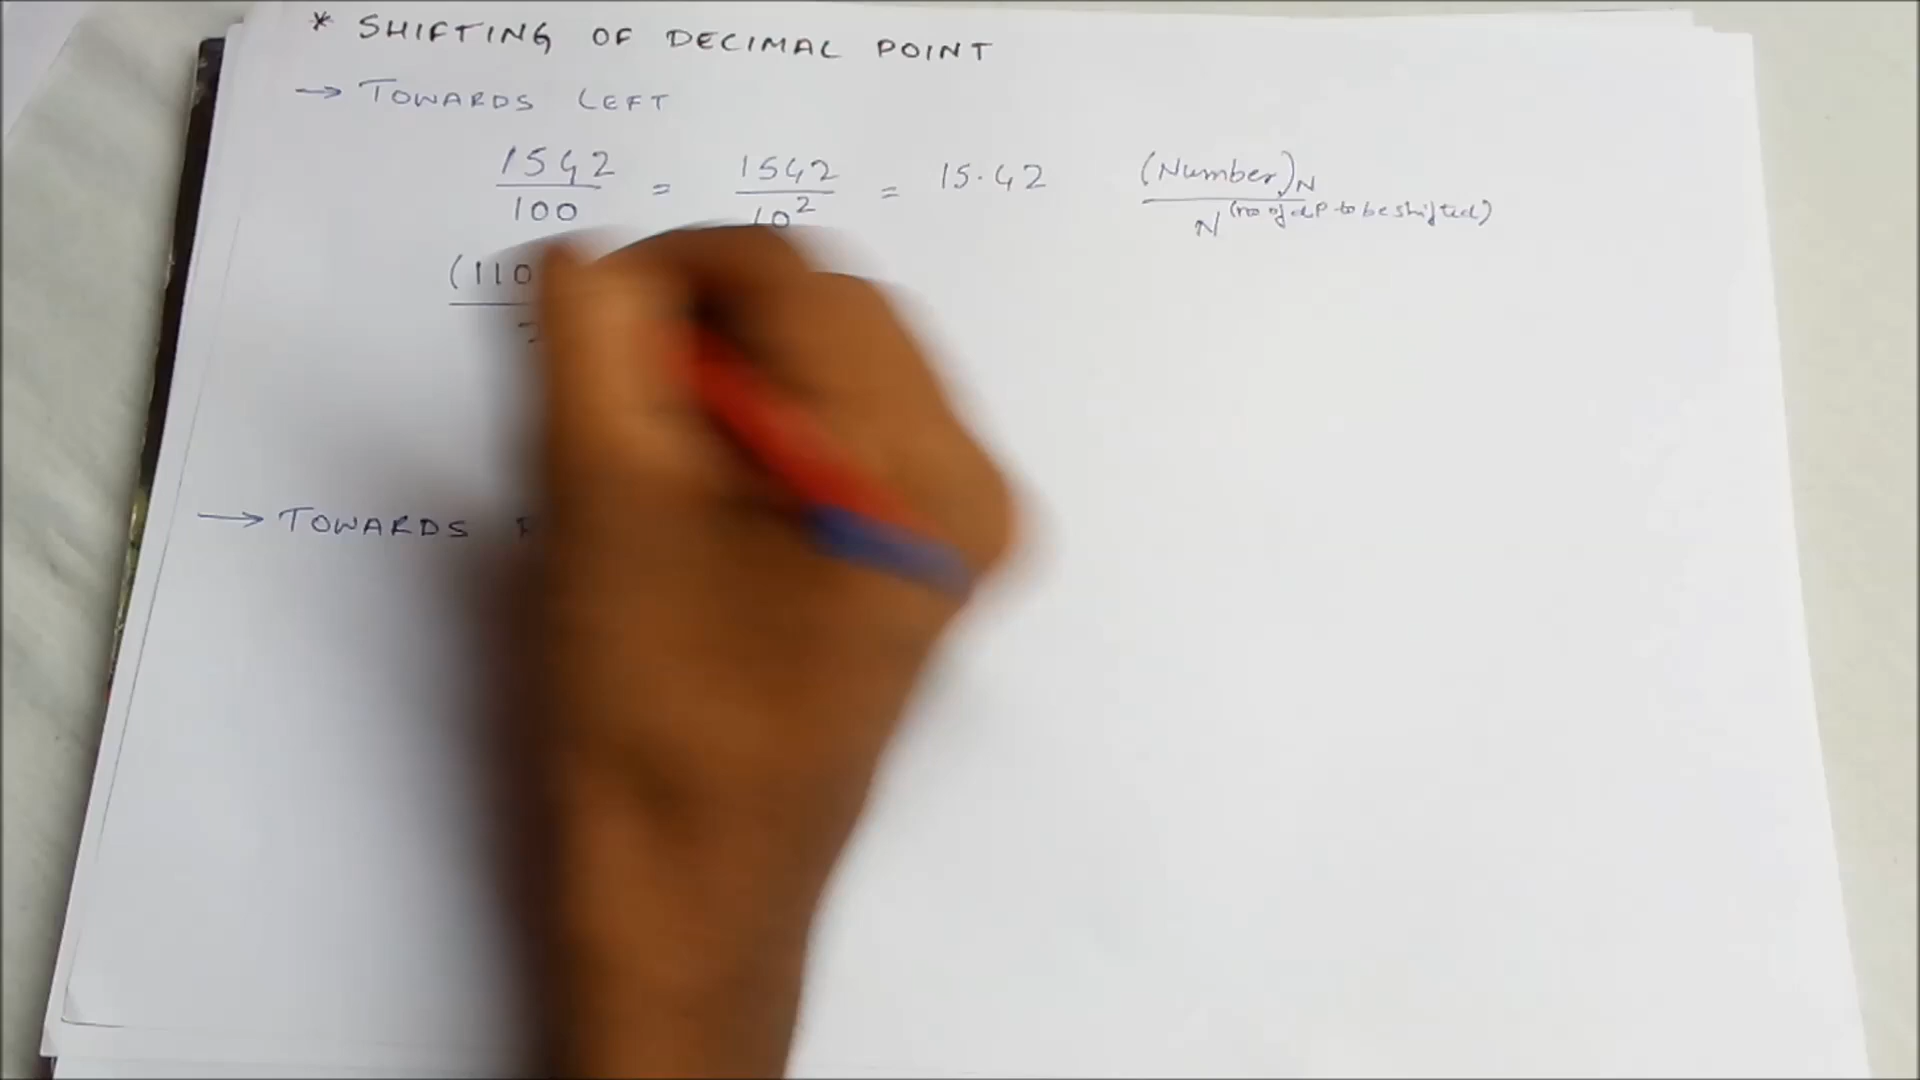 * SHIFTING OF DECIMAL POINT
→ TOWARDS LEFT
1542/100 = 1542/10² = 15.42
(Number)N / N^(no of d.P to be shifted)
(110
2
→ TOWARDS